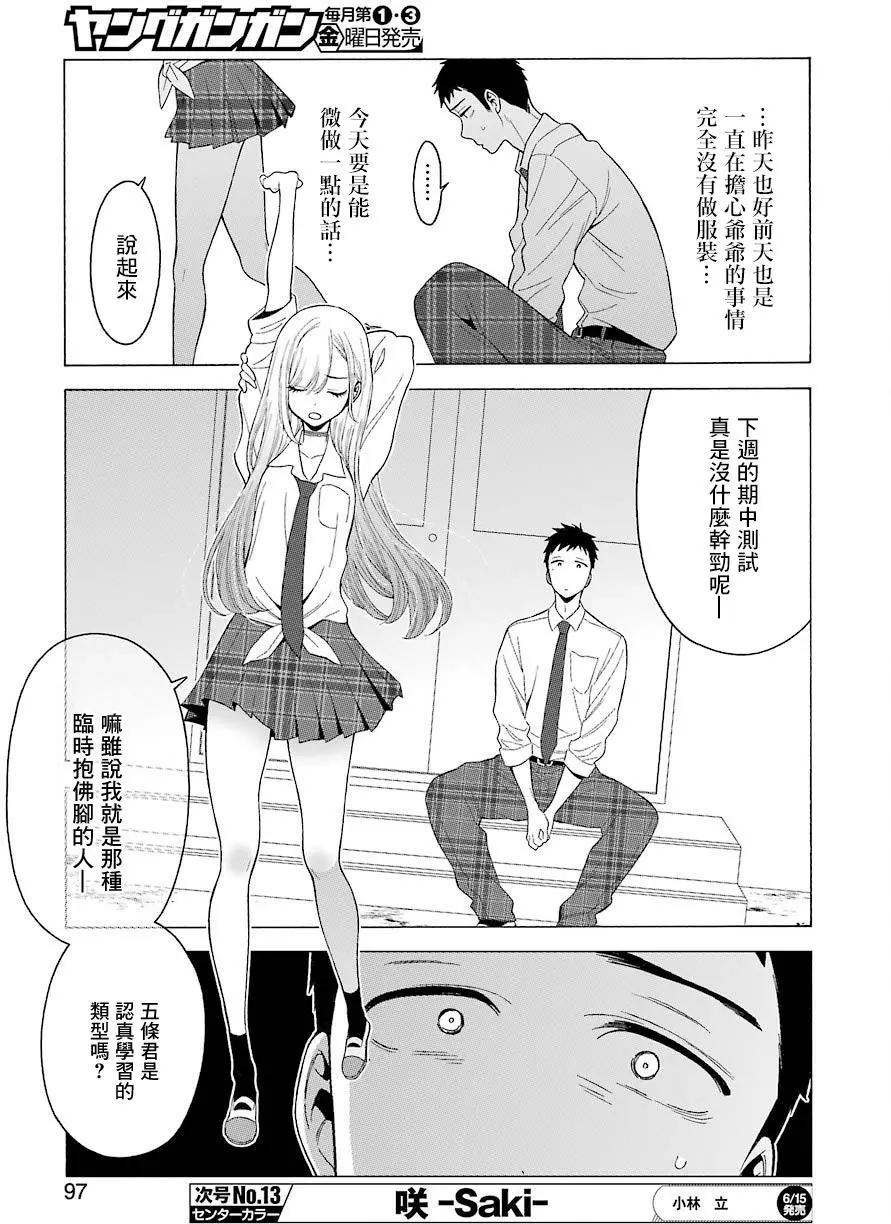 ヤングガンガン
毎月第❶・❸
㊎曜日発売
…昨天也好前天也是
一直在擔心爺爺的事情
完全沒有做服裝…
……
今天要是能
微做一點的話…
說起來
下週的期中測試
真是沒什麼幹勁呢ー
嘛雖說我就是那種
臨時抱佛腳的人ー
五條君是
認真學習的
類型嗎？
97
次号No.13
センターカラー
咲 -Saki-
小林 立
6/15
発売